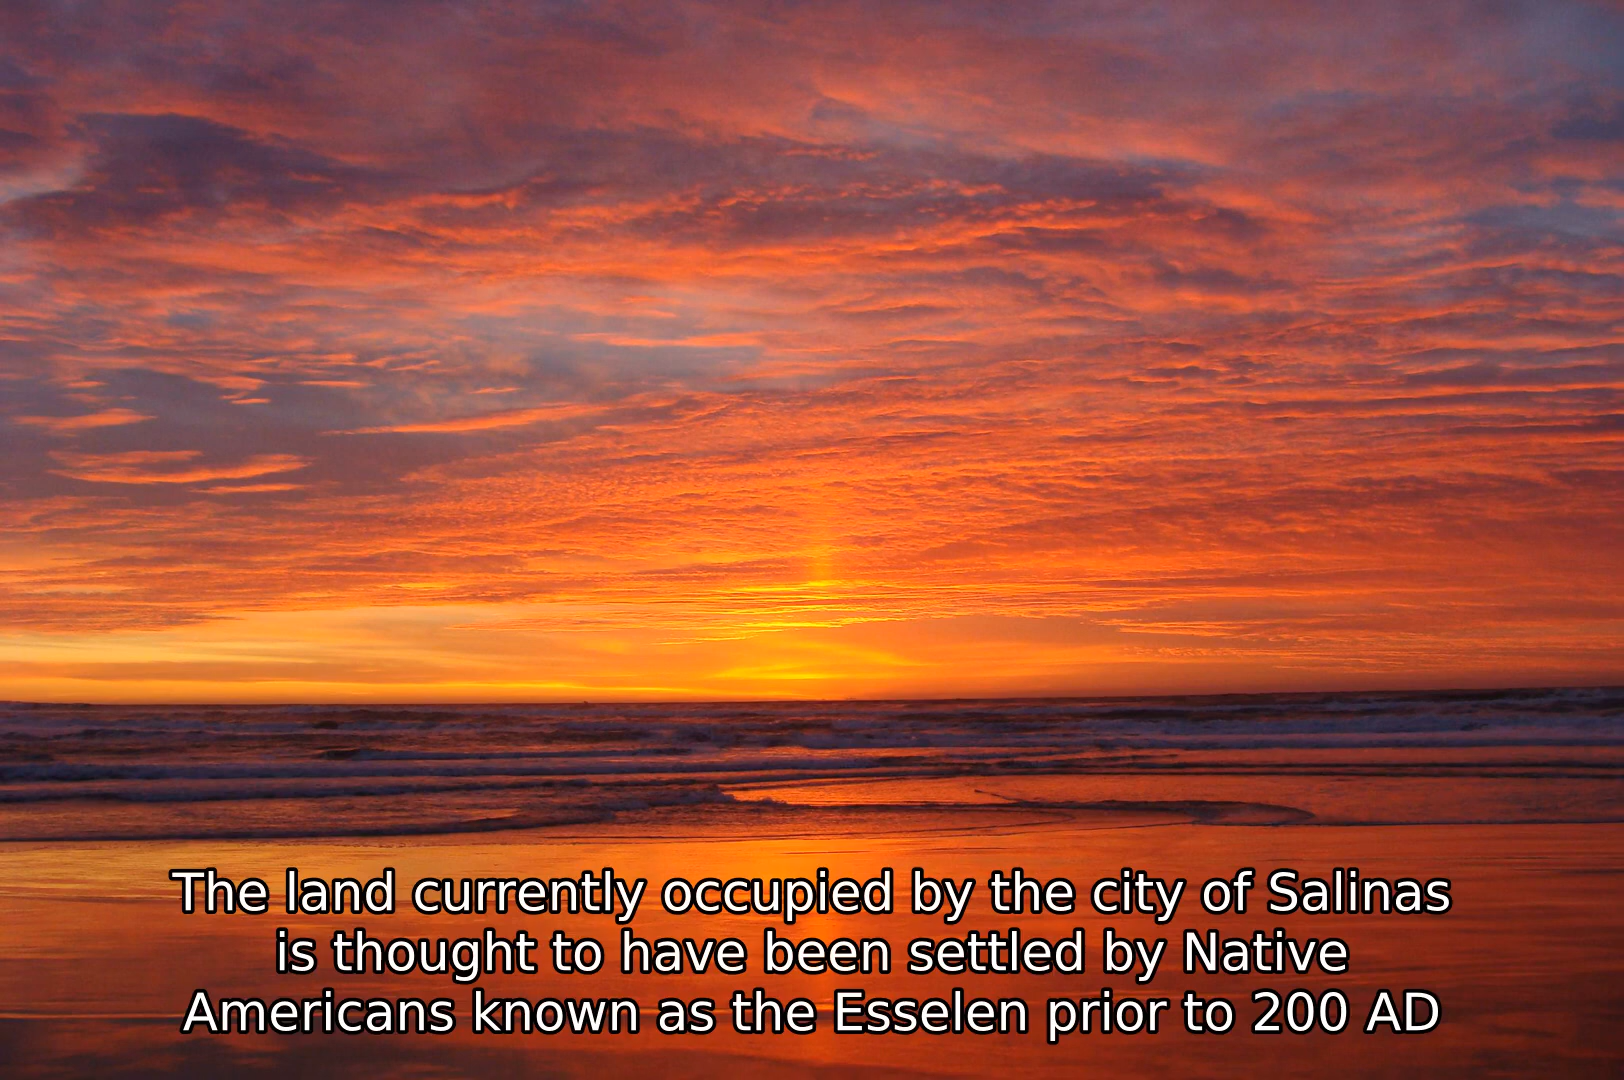 The land currently occupied by the city of Salinas
is thought to have been settled by Native
Americans known as the Esselen prior to 200 AD